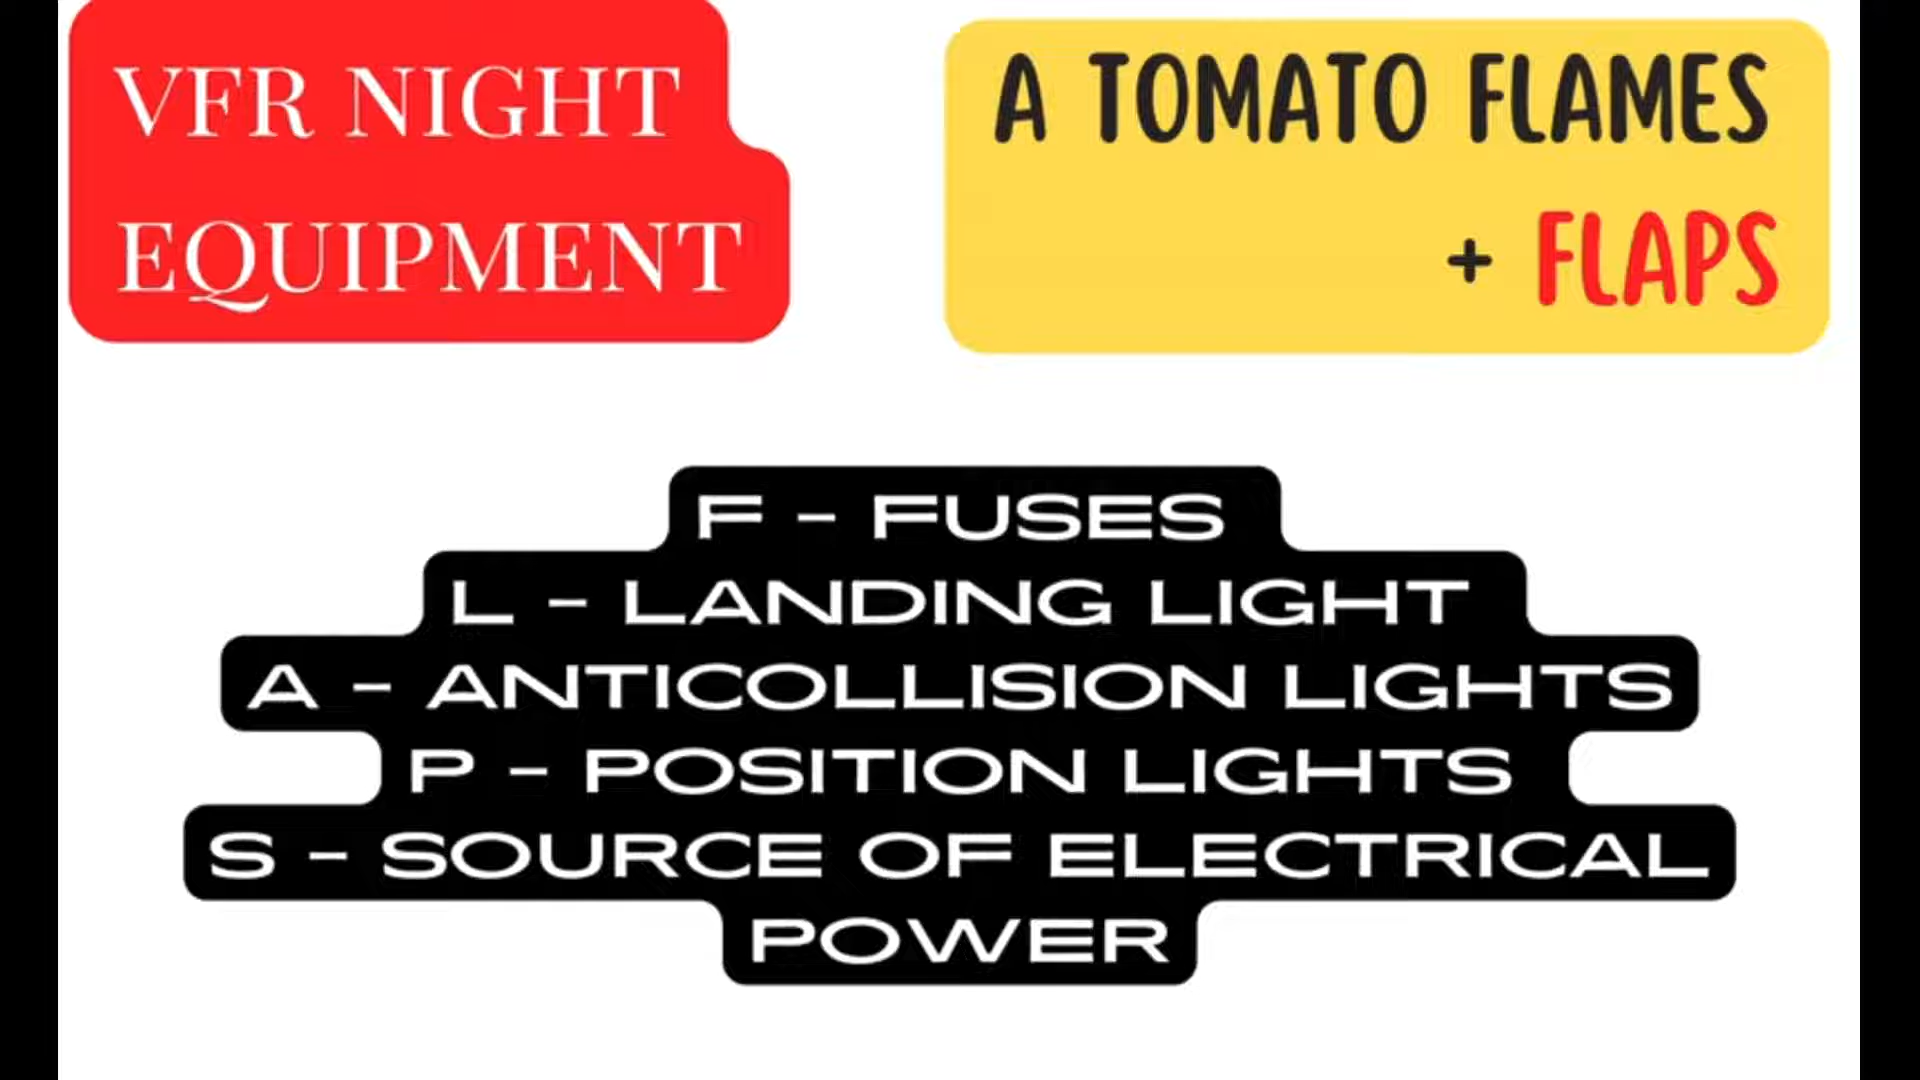 VFR NIGHT
EQUIPMENT
A TOMATO FLAMES
+ FLAPS
F - FUSES
L - LANDING LIGHT
A - ANTICOLLISION LIGHTS
P - POSITION LIGHTS
S - SOURCE OF ELECTRICAL
POWER